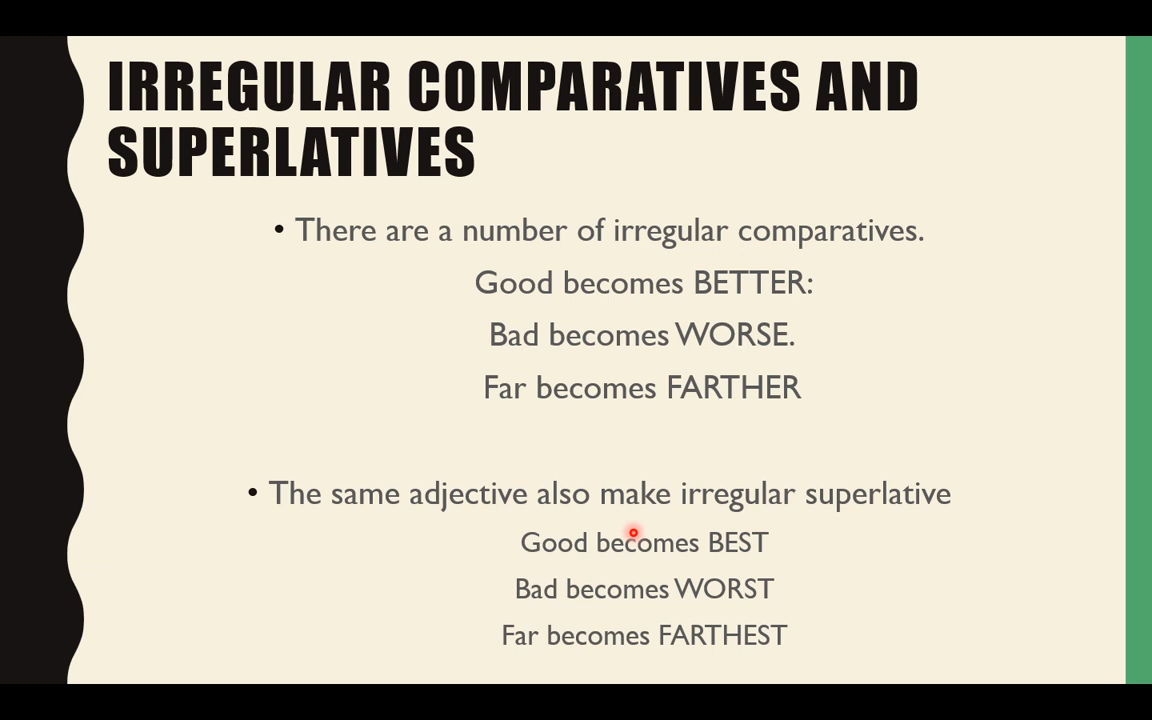 IRREGULAR COMPARATIVES AND
SUPERLATIVES
• There are a number of irregular comparatives.
Good becomes BETTER:
Bad becomes WORSE.
Far becomes FARTHER
• The same adjective also make irregular superlative
Good becomes BEST
Bad becomes WORST
Far becomes FARTHEST